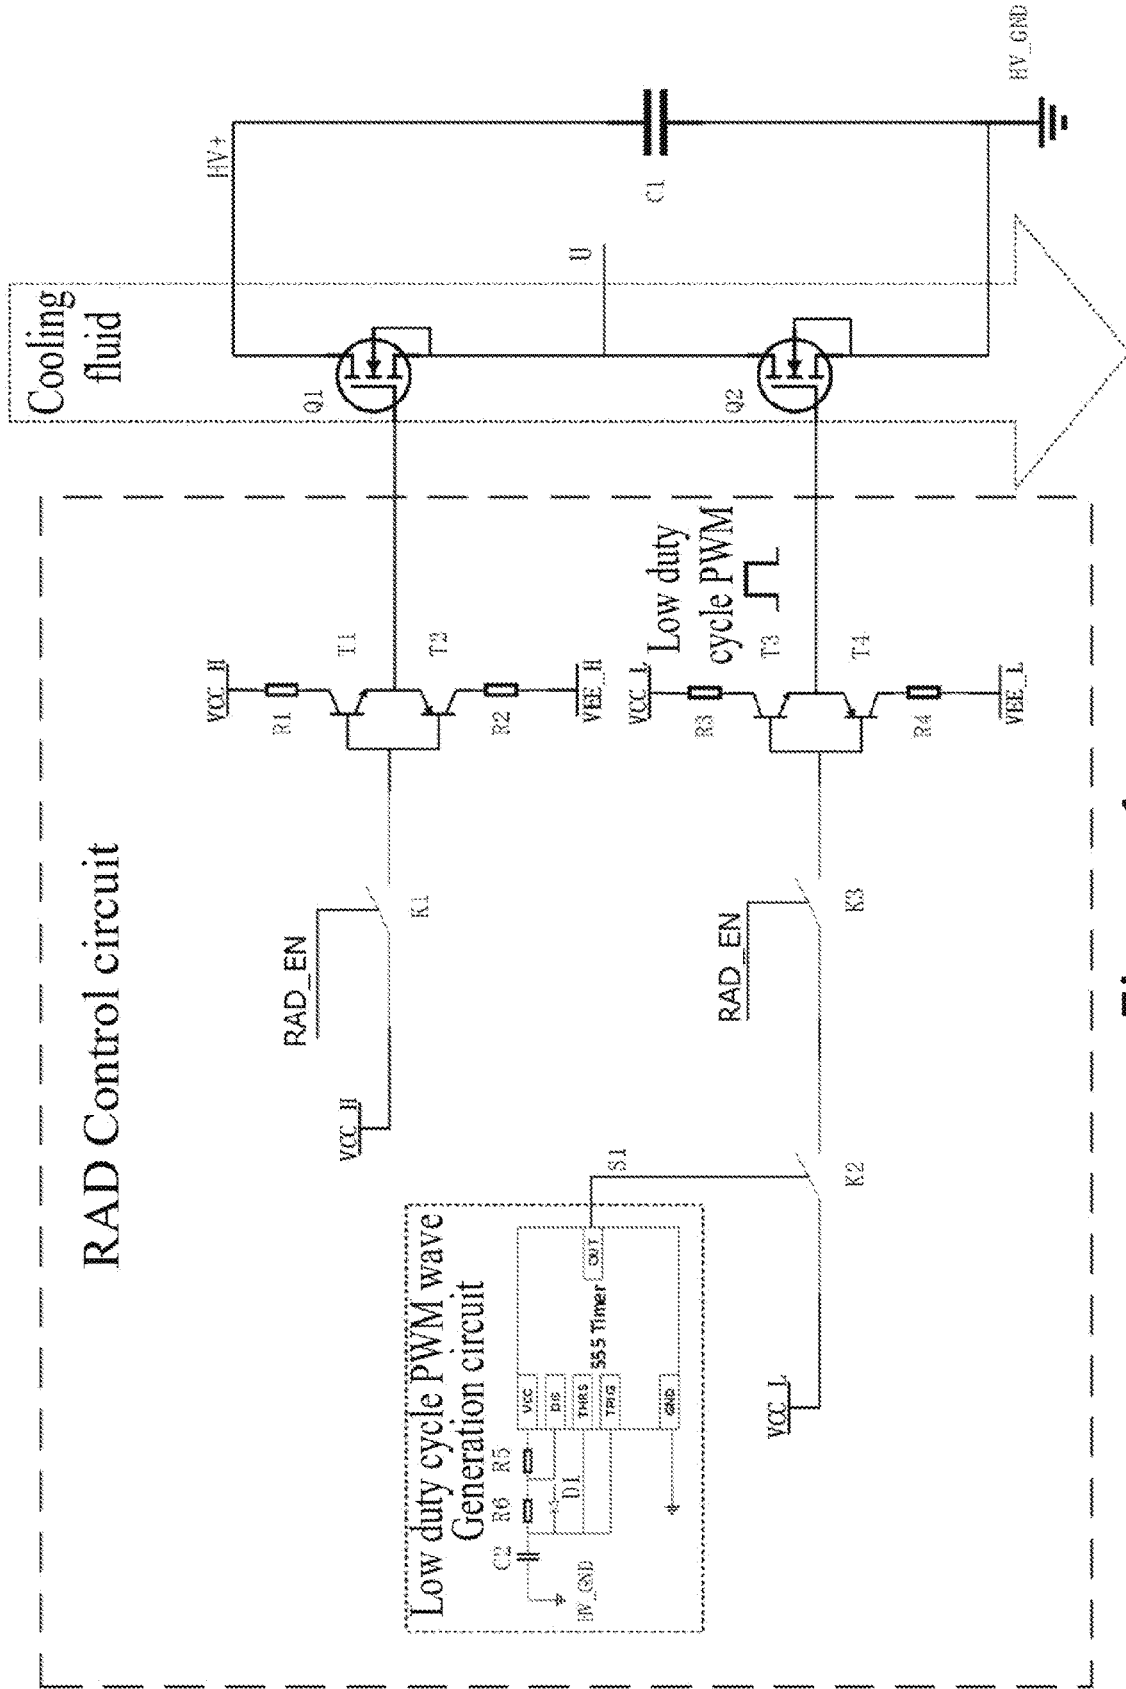 RAD Control circuit
Cooling
fluid
HV+
HV_GND
C1
U
Q1
Q2
Low duty
cycle PWM
VCC_H
R1
T1
T2
R2
VEE_H
VCC_L
R3
T3
T4
R4
VEE_L
RAD_EN
K1
VCC_H
RAD_EN
K3
K2
S1
VCC_L
Low duty cycle PWM wave
Generation circuit
555 Timer
VCC
THRS
TRIG
GND
OUT
R5
R6
D1
C2
HV_GND